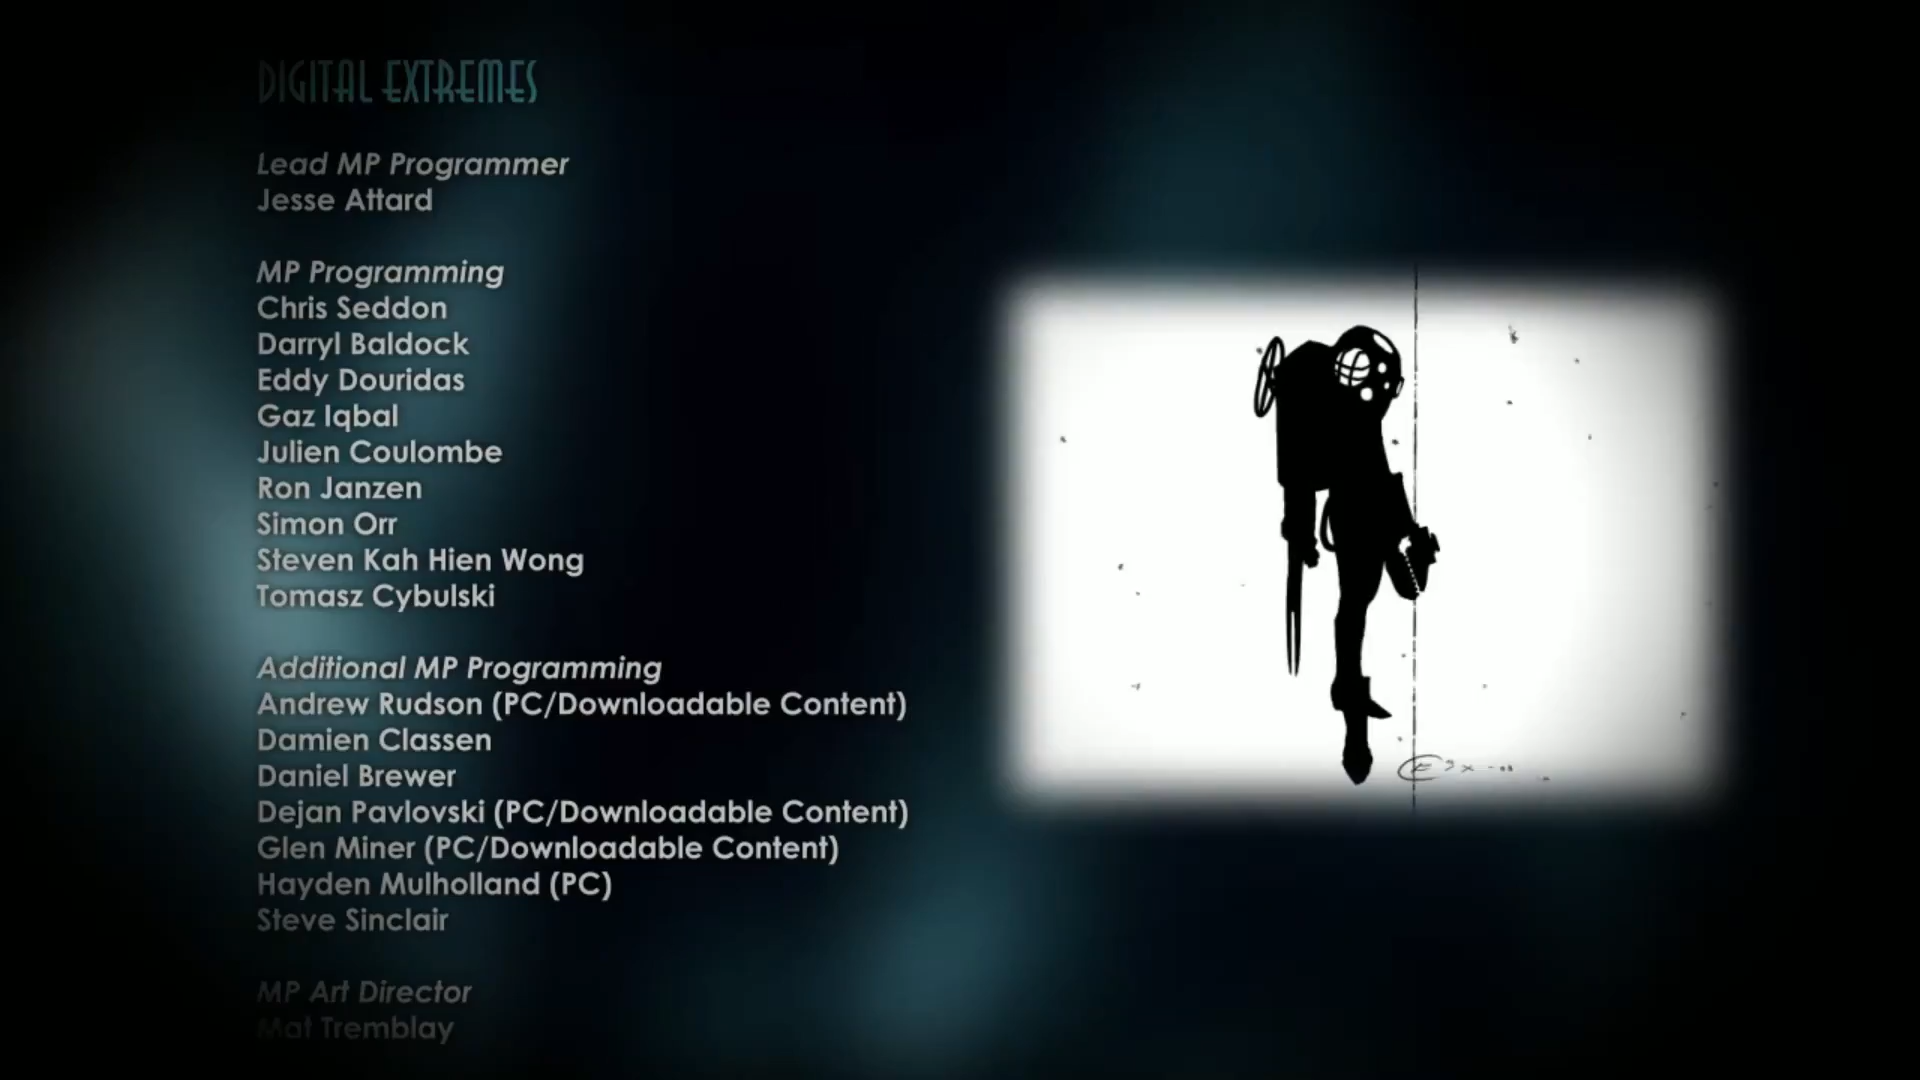 DIGITAL EXTREMES
Lead MP Programmer
Jesse Attard
MP Programming
Chris Seddon
Darryl Baldock
Eddy Douridas
Gaz Iqbal
Julien Coulombe
Ron Janzen
Simon Orr
Steven Kah Hien Wong
Tomasz Cybulski
Additional MP Programming
Andrew Rudson (PC/Downloadable Content)
Damien Classen
Daniel Brewer
Dejan Pavlovski (PC/Downloadable Content)
Glen Miner (PC/Downloadable Content)
Hayden Mulholland (PC)
Steve Sinclair
MP Art Director
Mat Tremblay